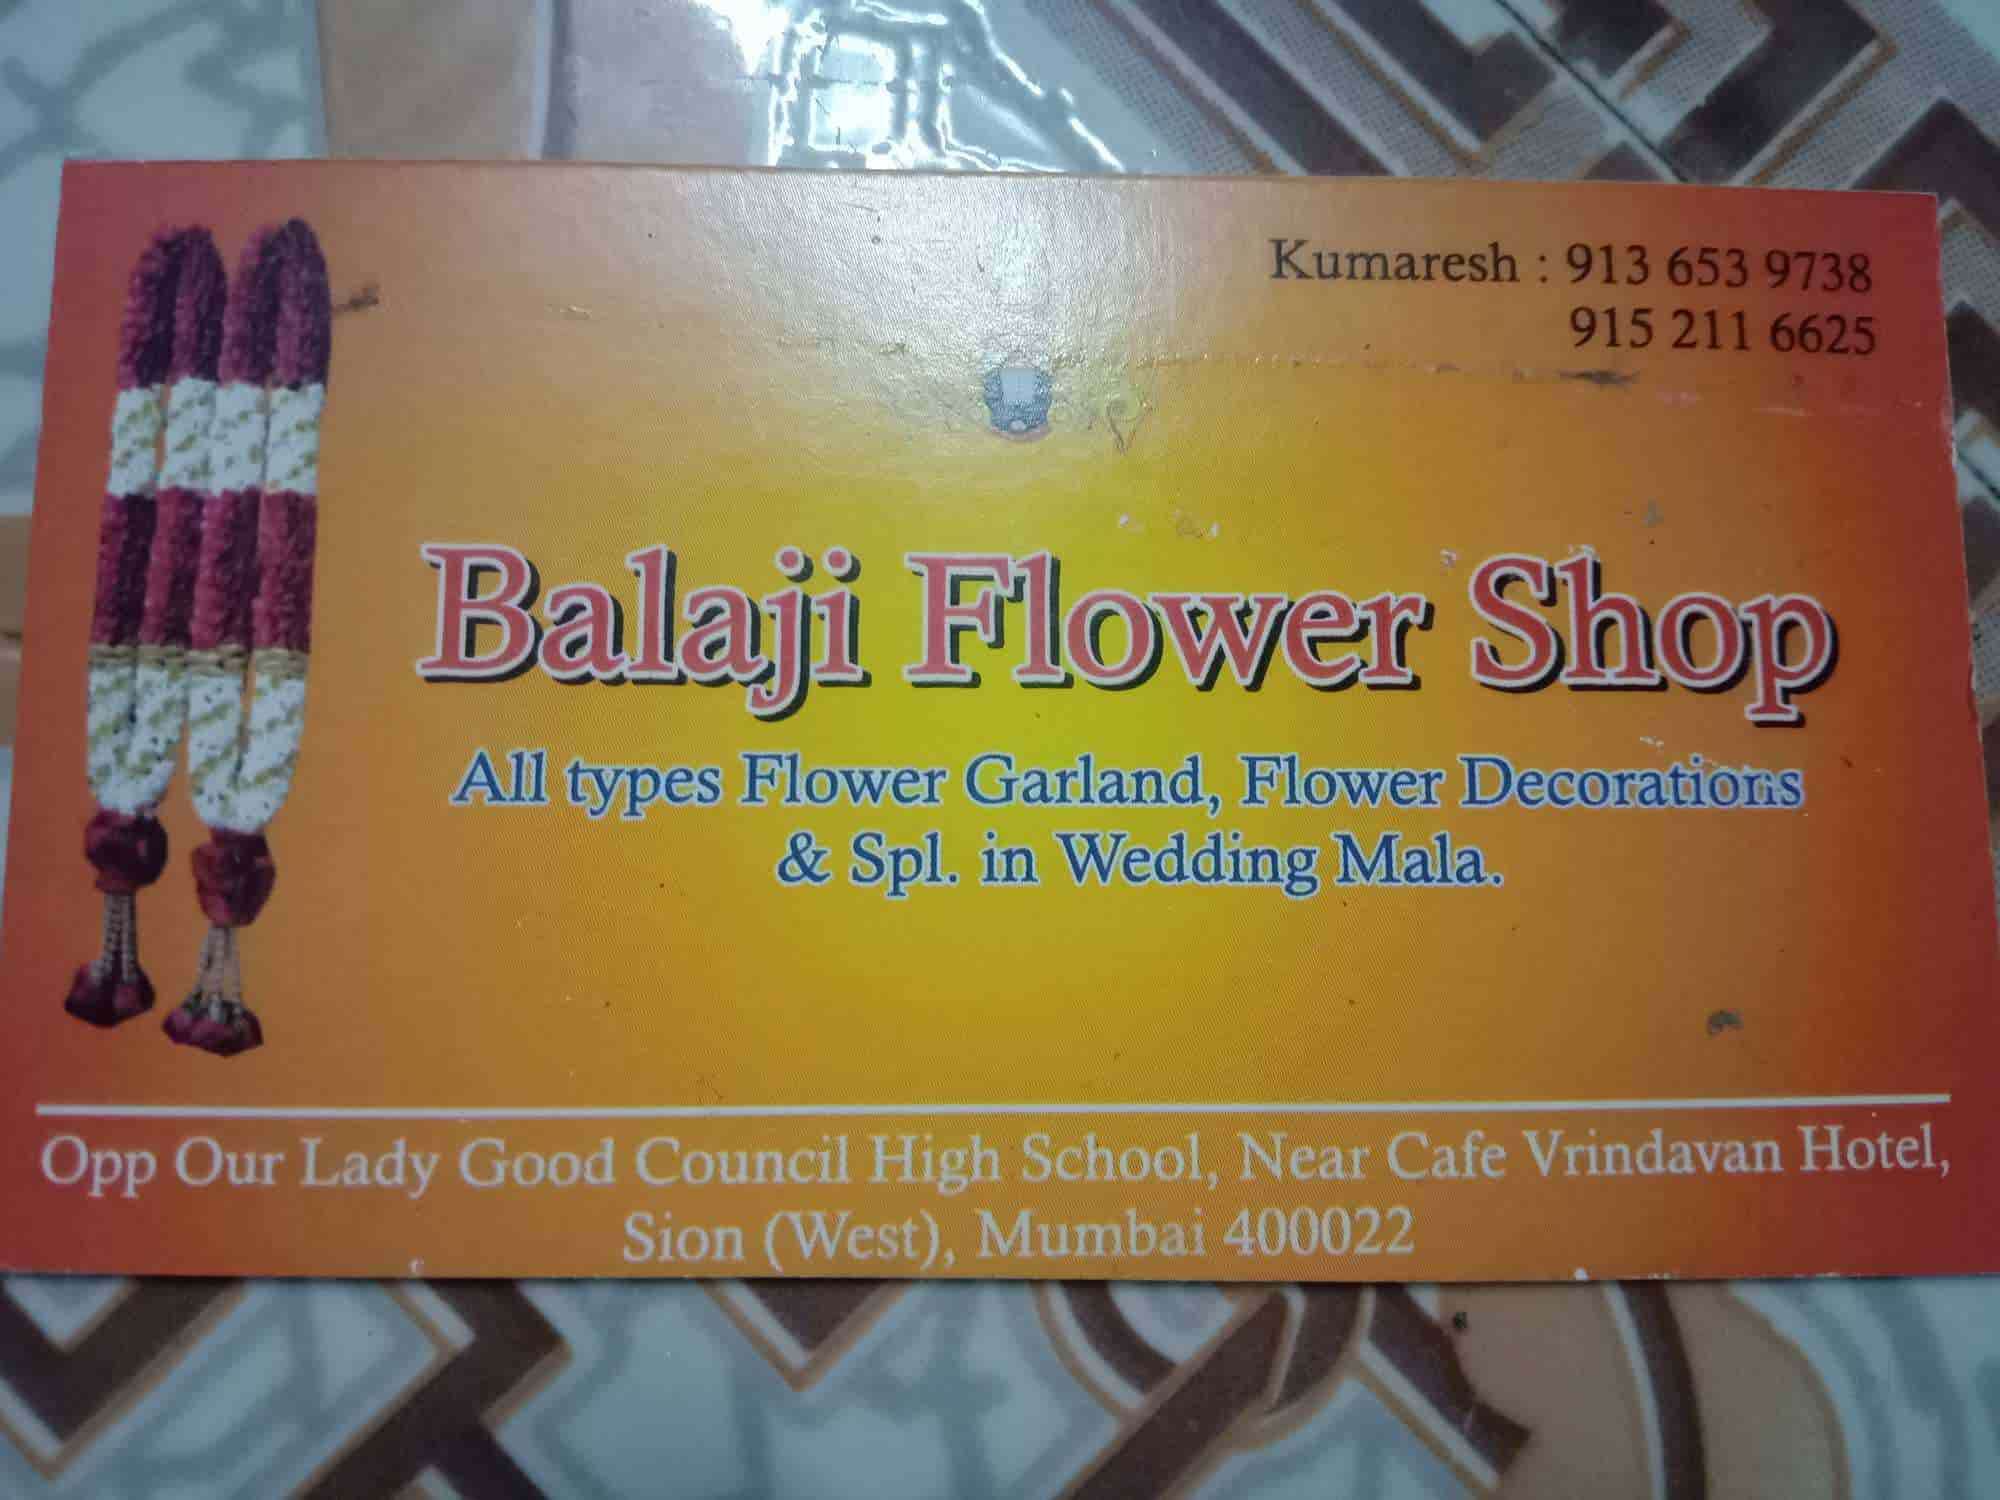 Kumaresh : 913 653 9738
915 211 6625
Balaji Flower Shop
All types Flower Garland, Flower Decorations
& Spl. in Wedding Mala.
Opp Our Lady Good Council High School, Near Cafe Vrindavan Hotel,
Sion (West), Mumbai 400022